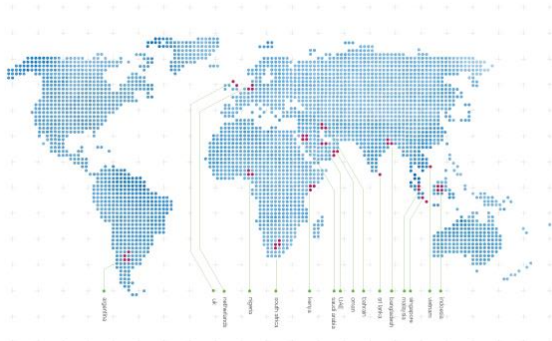 argentina
uk
netherlands
nigeria
south africa
kenya
saudi arabia
UAE
oman
bahrain
sri lanka
bangladesh
malaysia
singapore
vietnam
indonesia